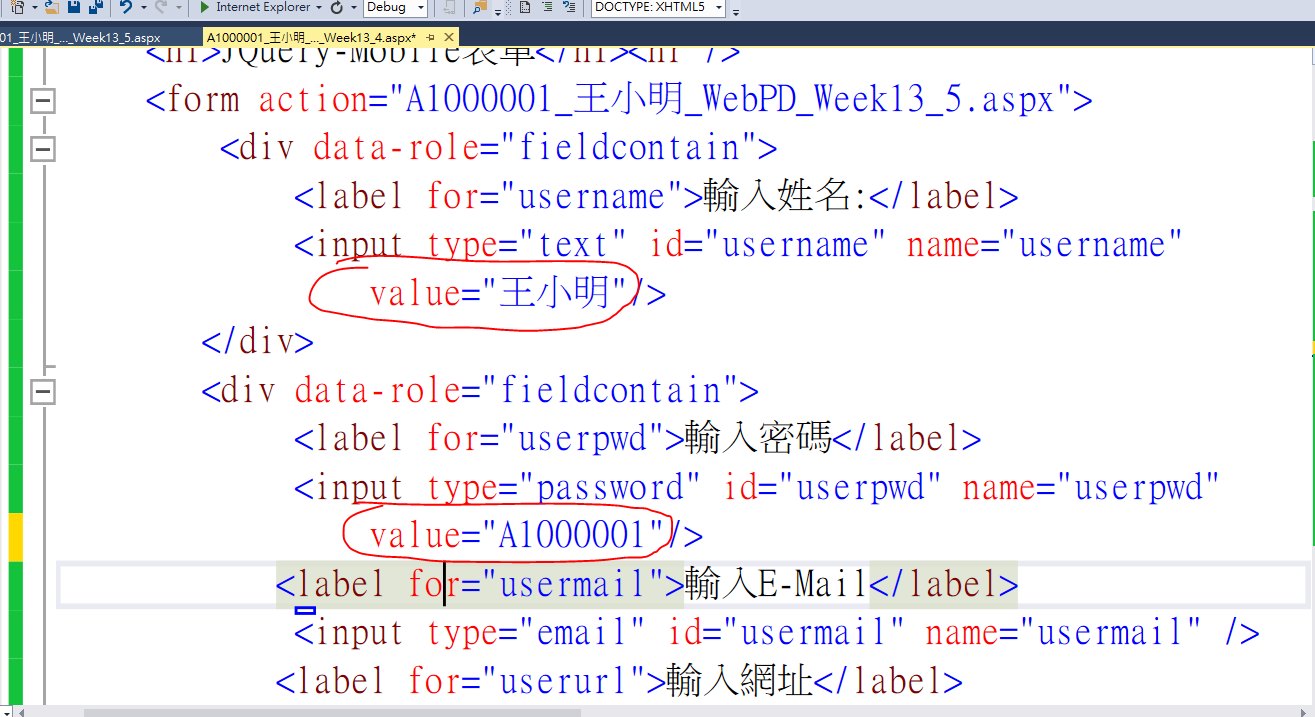 Internet Explorer Debug DOCTYPE: XHTML5
01_王小明_..._Week13_5.aspx A1000001_王小明_..._Week13_4.aspx*
<h1>jQuery-Mobile表單</h1><hr />
<form action="A1000001_王小明_WebPD_Week13_5.aspx">
<div data-role="fieldcontain">
<label for="username">輸入姓名:</label>
<input type="text" id="username" name="username"
value="王小明"/>
</div>
<div data-role="fieldcontain">
<label for="userpwd">輸入密碼</label>
<input type="password" id="userpwd" name="userpwd"
value="A1000001"/>
<label for="usermail">輸入E-Mail</label>
<input type="email" id="usermail" name="usermail" />
<label for="userurl">輸入網址</label>